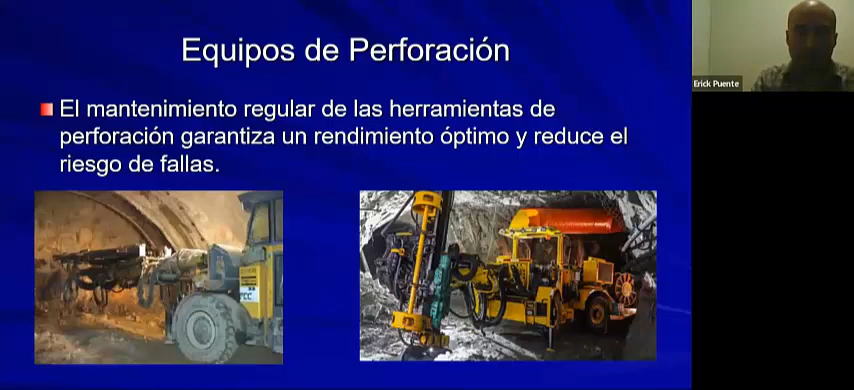 Equipos de Perforación
El mantenimiento regular de las herramientas de
perforación garantiza un rendimiento óptimo y reduce el
riesgo de fallas.
Erick Puente